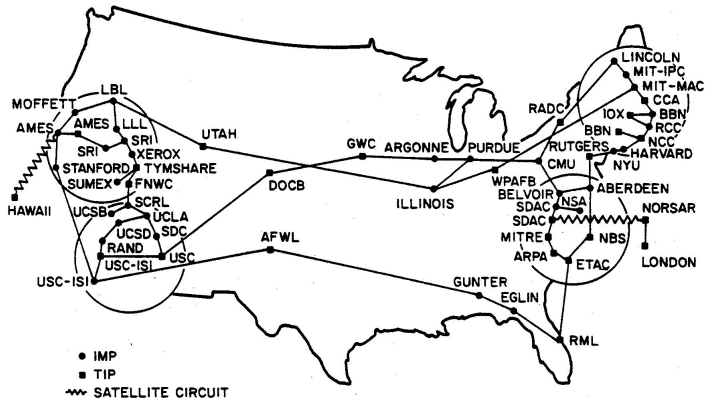 LINCOLN
MIT-IPC
MIT-MAC
CCA
LBL
MOFFETT
RADC
10X
BBN
AMES
AMES
LLL
RCC
BBN
SRI
SRI
UTAH
GWC
ARGONNE
PURDUE
RUTGERS
NCC
XEROX
HARVARD
NYU
STANFORD
TYMSHARE
CMU
SUMEX
FNWC
DOCB
WPAFB
ILLINOIS
BELVOIR
ABERDEEN
HAWAII
SCRL
NSA
UCSB
UCLA
SDAC
SDAC
NORSAR
UCSD
SDC
AFWL
MITRE
NBS
RAND
USC-ISI
USC
ARPA
ETAC
LONDON
USC-ISI
GUNTER
EGLIN
RML
IMP
TIP
SATELLITE CIRCUIT